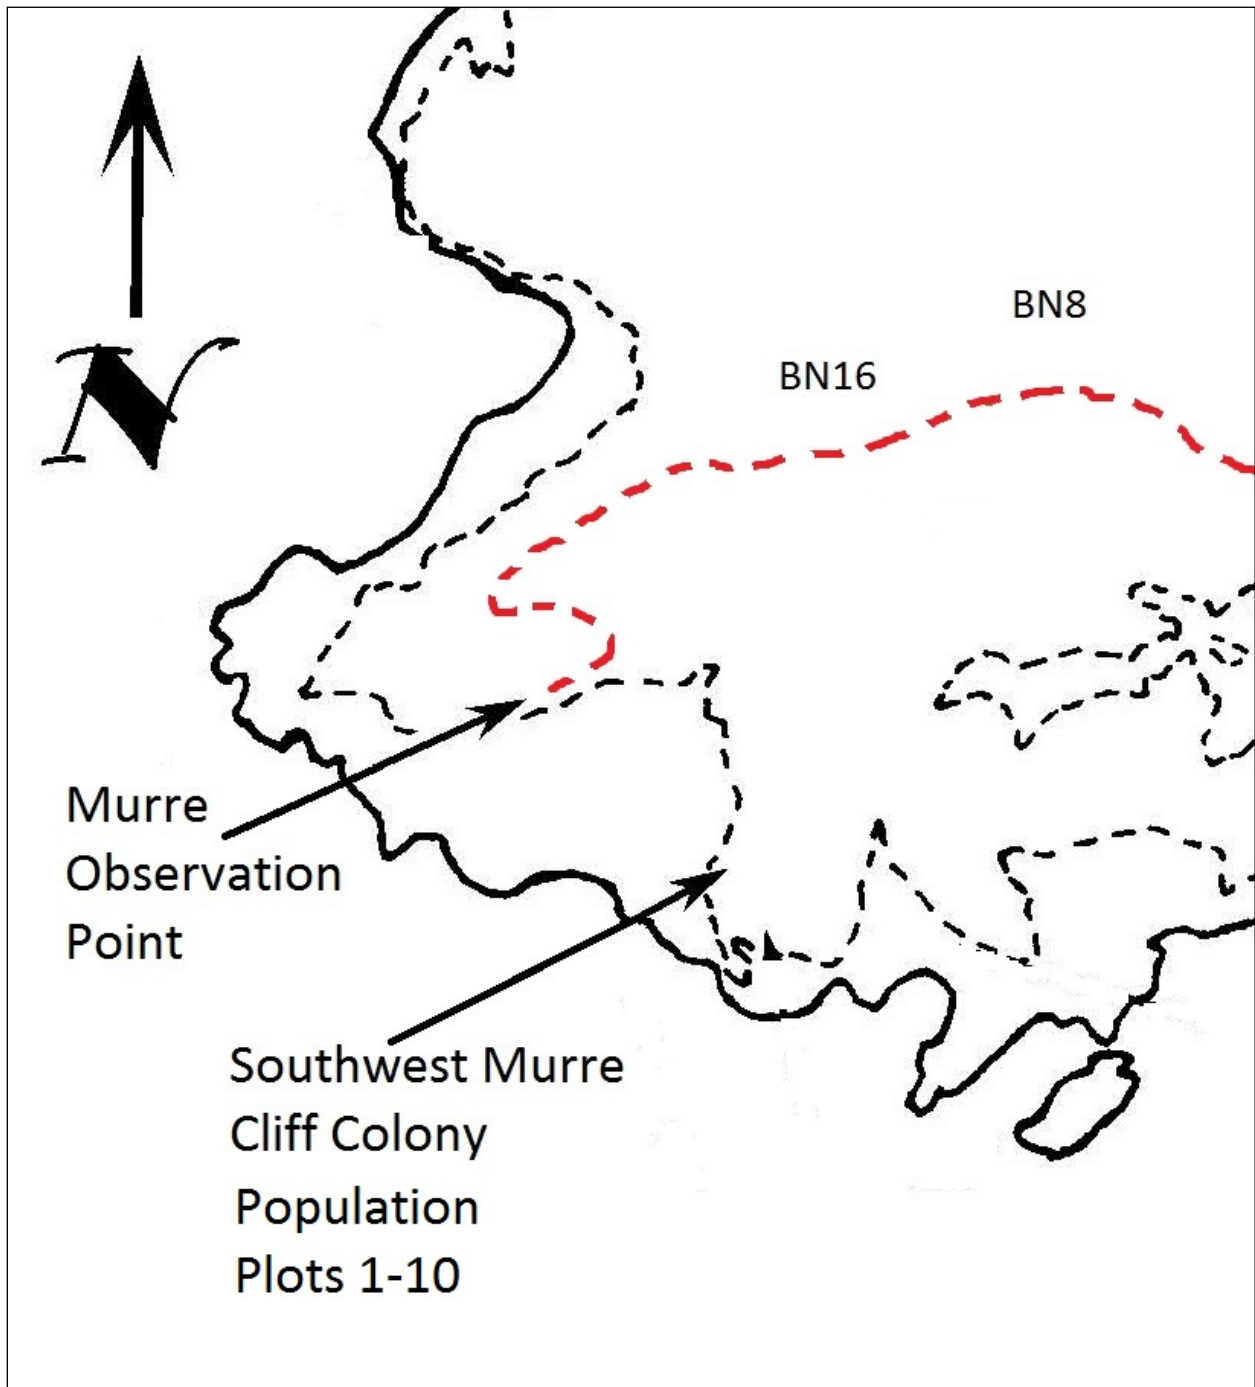 N
BN8
BN16
Murre
Observation
Point
Southwest Murre
Cliff Colony
Population
Plots 1-10